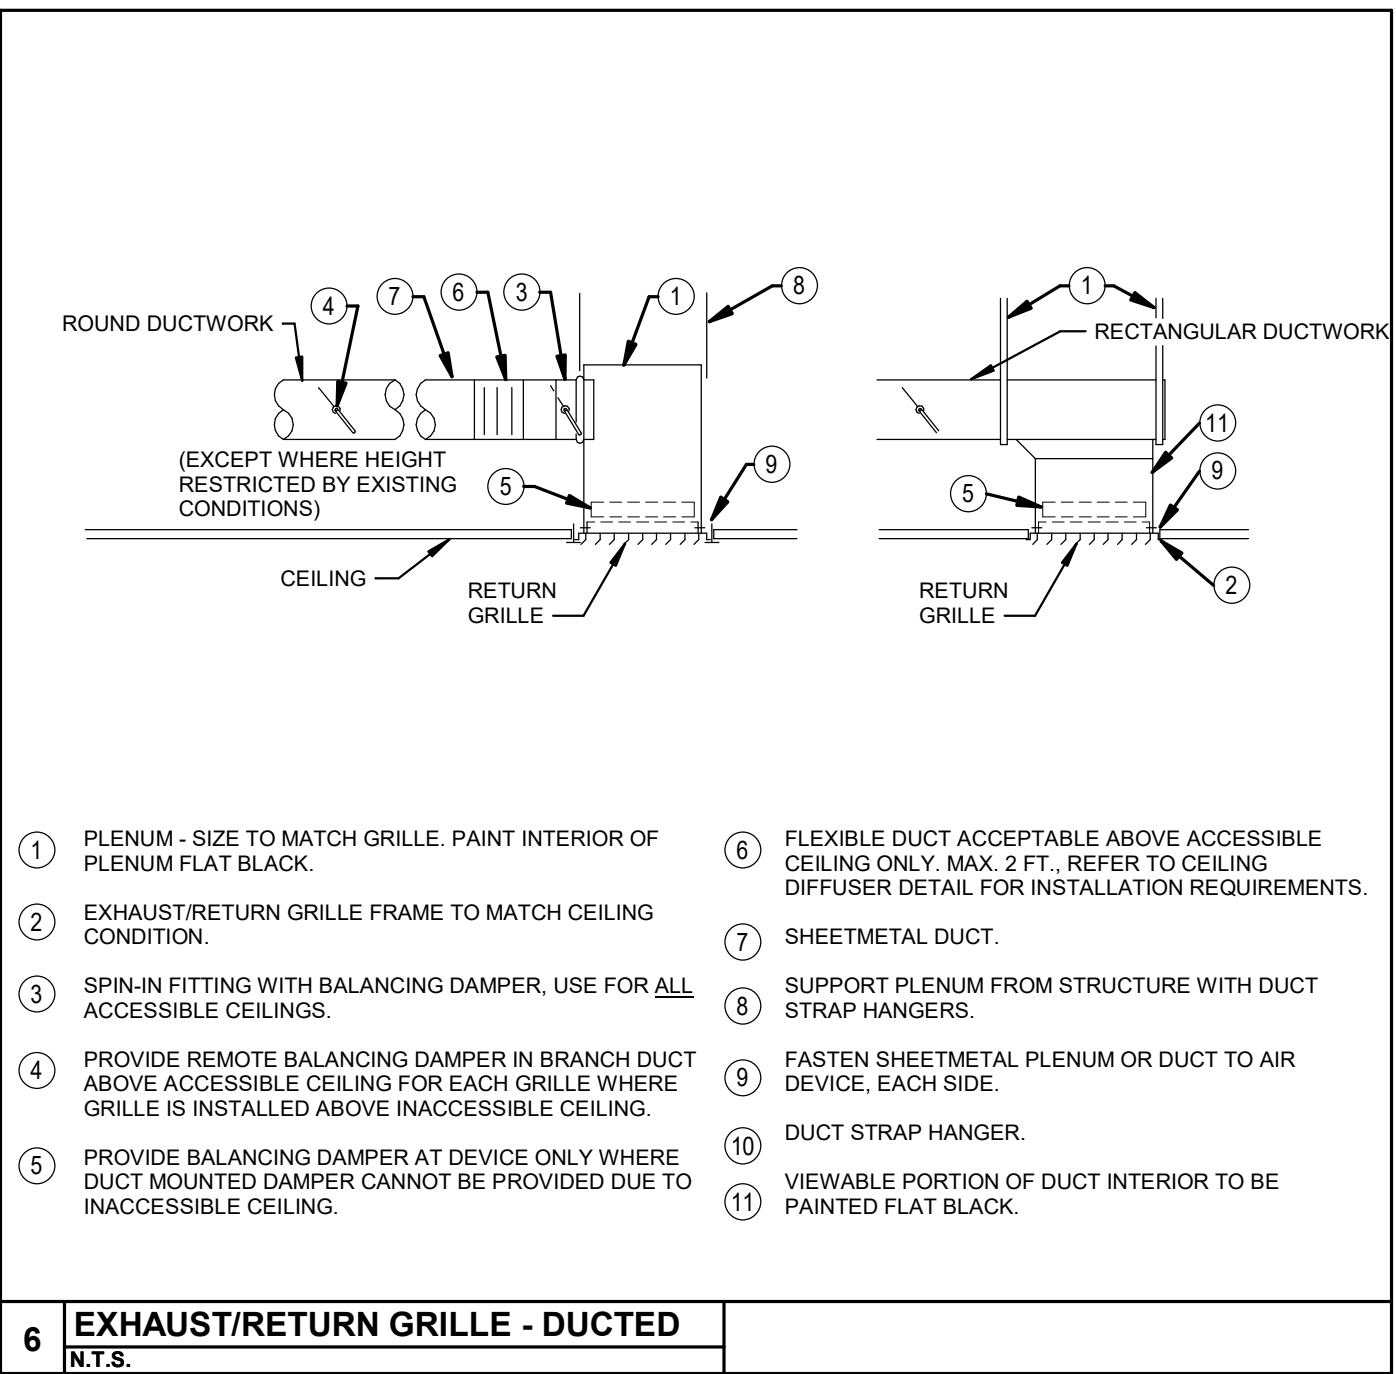 4
7
6
3
1
8
1
ROUND DUCTWORK
RECTANGULAR DUCTWORK
(EXCEPT WHERE HEIGHT
RESTRICTED BY EXISTING
CONDITIONS)
5
9
5
11
9
2
CEILING
RETURN
GRILLE
RETURN
GRILLE
1 PLENUM - SIZE TO MATCH GRILLE. PAINT INTERIOR OF
PLENUM FLAT BLACK.
2 EXHAUST/RETURN GRILLE FRAME TO MATCH CEILING
CONDITION.
3 SPIN-IN FITTING WITH BALANCING DAMPER, USE FOR ALL
ACCESSIBLE CEILINGS.
4 PROVIDE REMOTE BALANCING DAMPER IN BRANCH DUCT
ABOVE ACCESSIBLE CEILING FOR EACH GRILLE WHERE
GRILLE IS INSTALLED ABOVE INACCESSIBLE CEILING.
5 PROVIDE BALANCING DAMPER AT DEVICE ONLY WHERE
DUCT MOUNTED DAMPER CANNOT BE PROVIDED DUE TO
INACCESSIBLE CEILING.
6 FLEXIBLE DUCT ACCEPTABLE ABOVE ACCESSIBLE
CEILING ONLY. MAX. 2 FT., REFER TO CEILING
DIFFUSER DETAIL FOR INSTALLATION REQUIREMENTS.
7 SHEETMETAL DUCT.
8 SUPPORT PLENUM FROM STRUCTURE WITH DUCT
STRAP HANGERS.
9 FASTEN SHEETMETAL PLENUM OR DUCT TO AIR
DEVICE, EACH SIDE.
10 DUCT STRAP HANGER.
11 VIEWABLE PORTION OF DUCT INTERIOR TO BE
PAINTED FLAT BLACK.
6 EXHAUST/RETURN GRILLE - DUCTED
N.T.S.